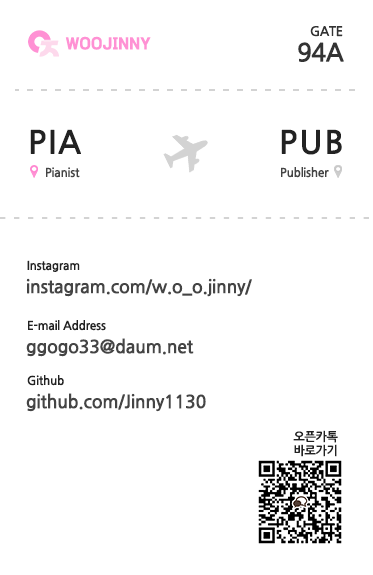 WOOJINNY
GATE
94A
PIA
PUB
Pianist
Publisher
Instagram
instagram.com/w.o_o.jinny/
E-mail Address
ggogo33@daum.net
Github
github.com/Jinny1130
오픈카톡
바로가기